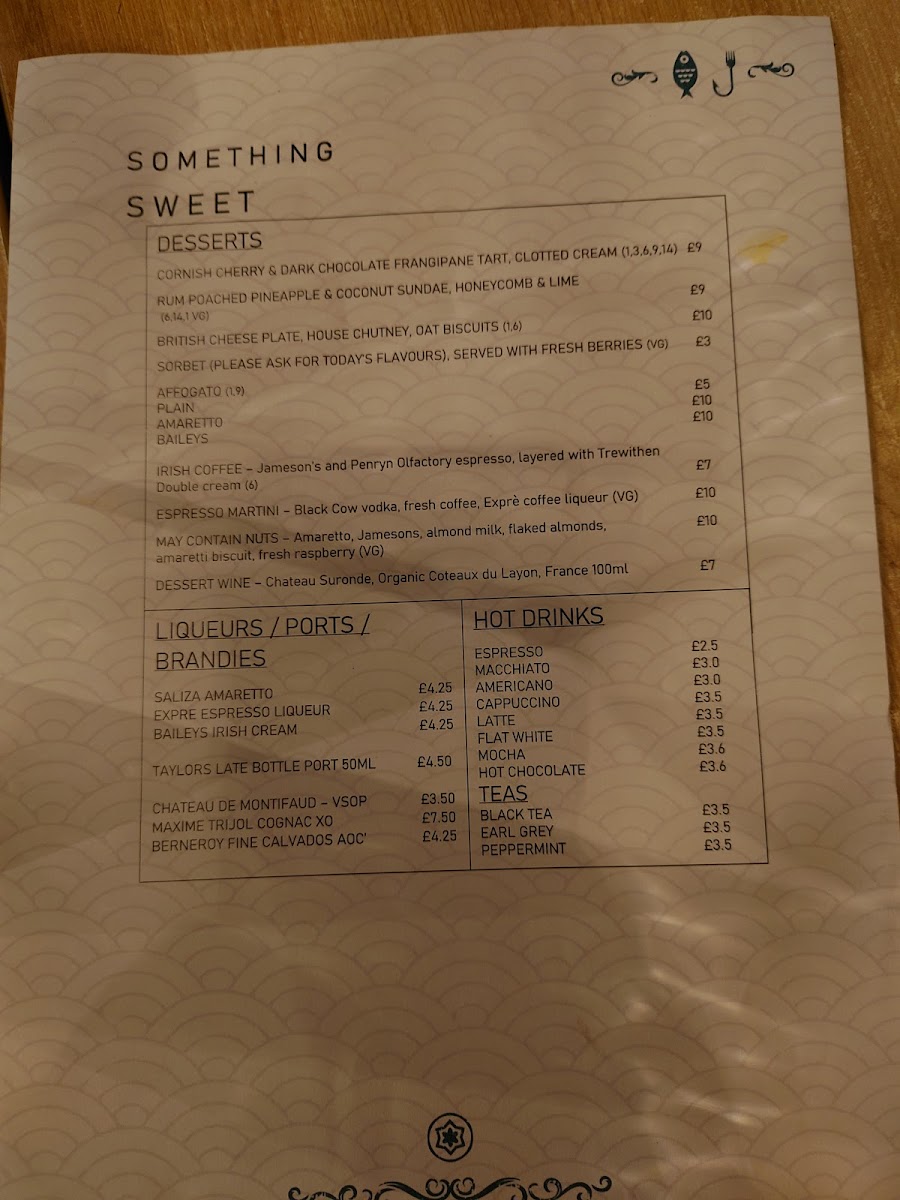 SOMETHING
SWEET
DESSERTS
CORNISH CHERRY & DARK CHOCOLATE FRANGIPANE TART, CLOTTED CREAM (1,3,6,9,14) £9
RUM POACHED PINEAPPLE & COCONUT SUNDAE, HONEYCOMB & LIME £9
(6,14,1 VG)
BRITISH CHEESE PLATE, HOUSE CHUTNEY, OAT BISCUITS (1,6) £10
SORBET (PLEASE ASK FOR TODAY'S FLAVOURS), SERVED WITH FRESH BERRIES (VG) £3
AFFOGATO (1,9)
PLAIN £5
AMARETTO £10
BAILEYS £10
IRISH COFFEE – Jameson's and Penryn Olfactory espresso, layered with Trewithen
Double cream (6) £7
ESPRESSO MARTINI – Black Cow vodka, fresh coffee, Exprè coffee liqueur (VG) £10
MAY CONTAIN NUTS – Amaretto, Jamesons, almond milk, flaked almonds, £10
amaretti biscuit, fresh raspberry (VG)
DESSERT WINE – Chateau Suronde, Organic Coteaux du Layon, France 100ml £7
LIQUEURS / PORTS /
BRANDIES
SALIZA AMARETTO £4.25
EXPRE ESPRESSO LIQUEUR £4.25
BAILEYS IRISH CREAM £4.25
TAYLORS LATE BOTTLE PORT 50ML £4.50
CHATEAU DE MONTIFAUD – VSOP £3.50
MAXIME TRIJOL COGNAC XO £7.50
BERNEROY FINE CALVADOS AOC' £4.25
HOT DRINKS
ESPRESSO £2.5
MACCHIATO £3.0
AMERICANO £3.0
CAPPUCCINO £3.5
LATTE £3.5
FLAT WHITE £3.5
MOCHA £3.6
HOT CHOCOLATE £3.6
TEAS
BLACK TEA £3.5
EARL GREY £3.5
PEPPERMINT £3.5